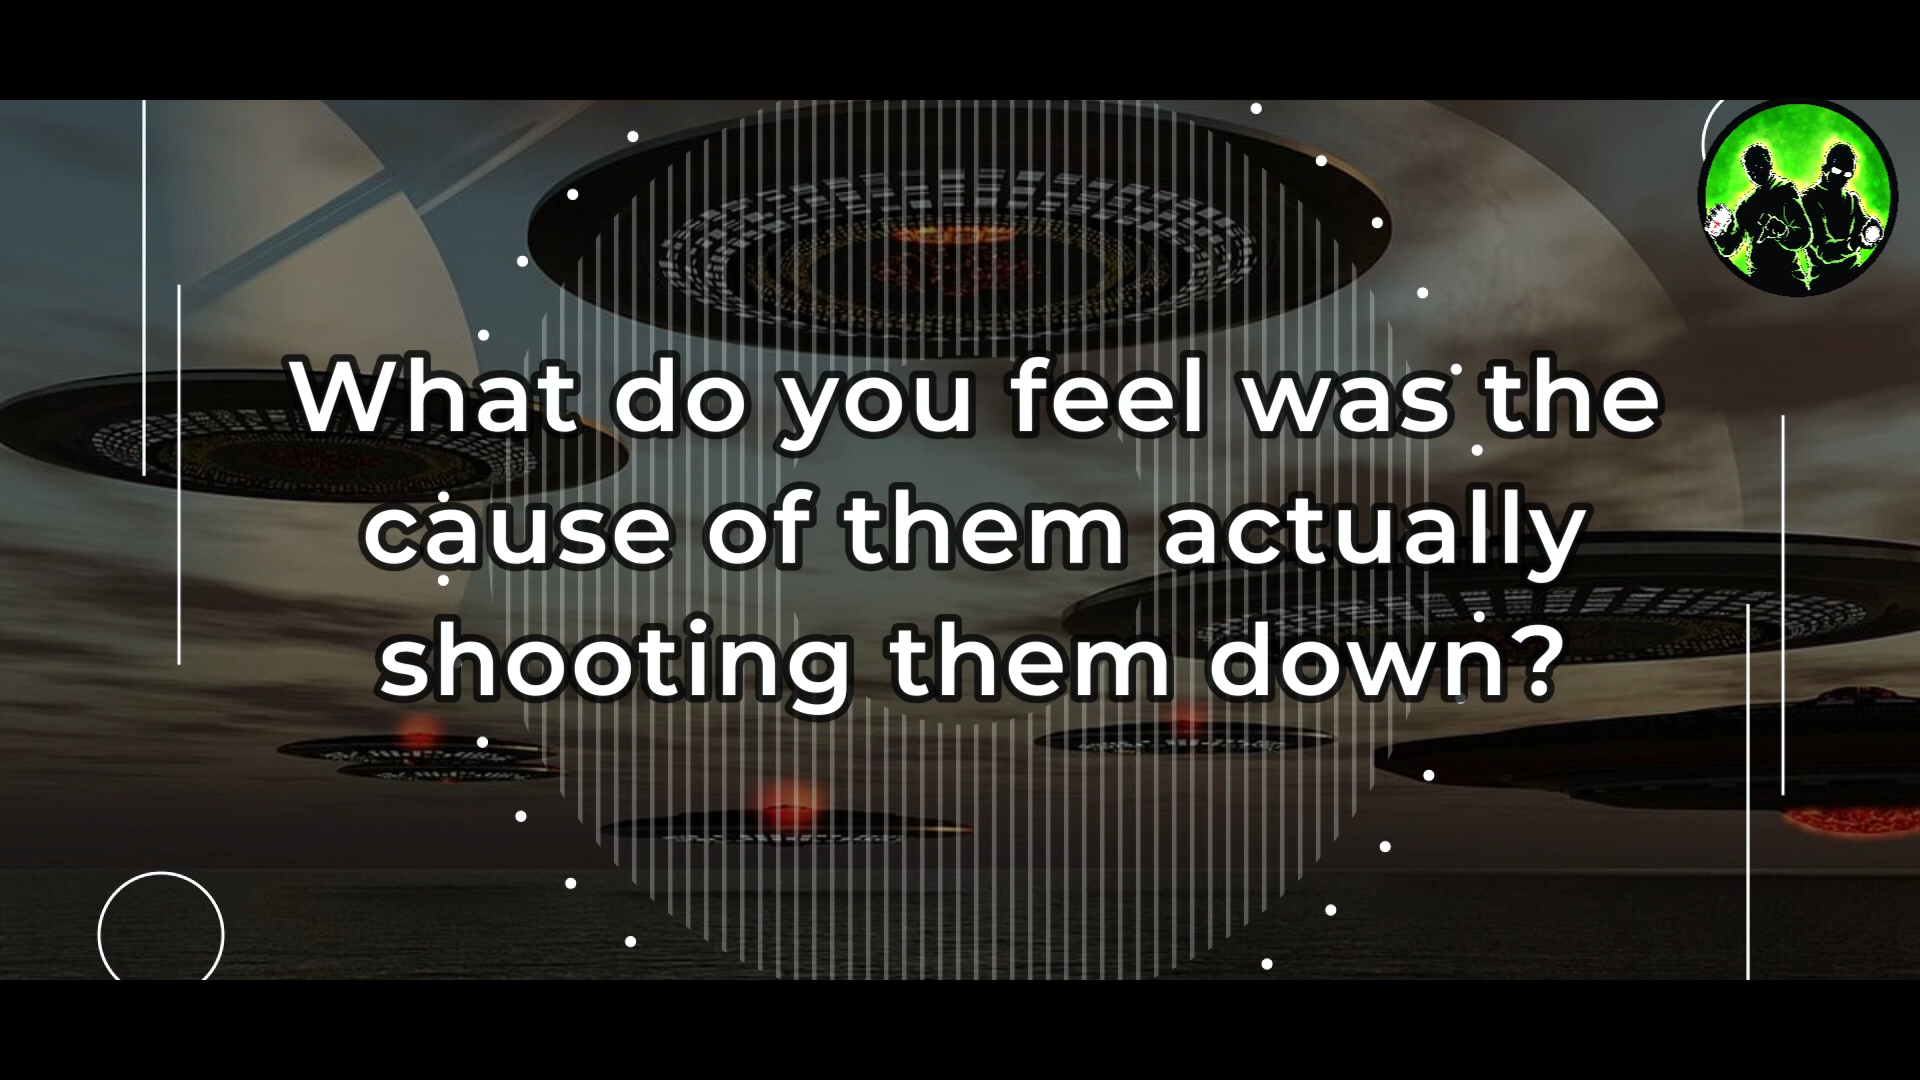 What do you feel was the
cause of them actually
shooting them down?